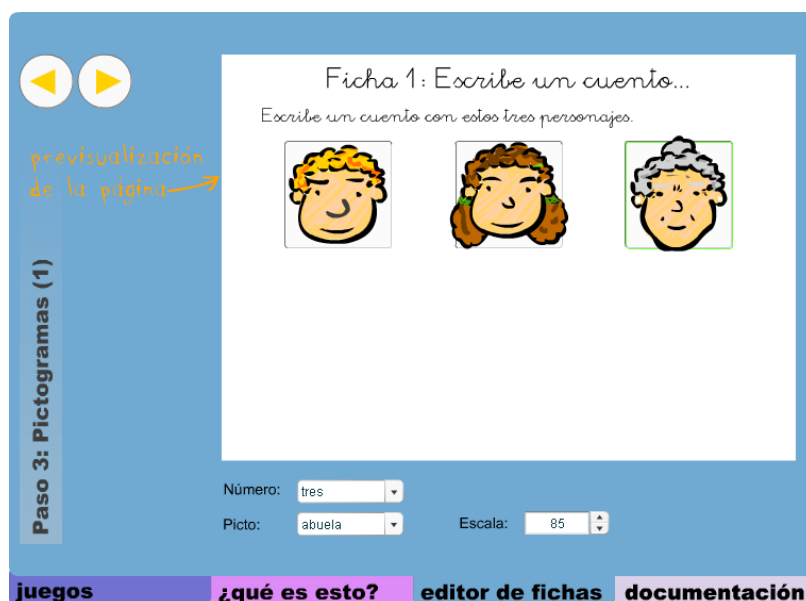 Ficha 1: Escribe un cuento...
Escribe un cuento con estos tres personajes.
previsualización
de la página
Paso 3: Pictogramas (1)
Número:
tres
Picto:
abuela
Escala:
85
juegos
¿qué es esto?
editor de fichas
documentación